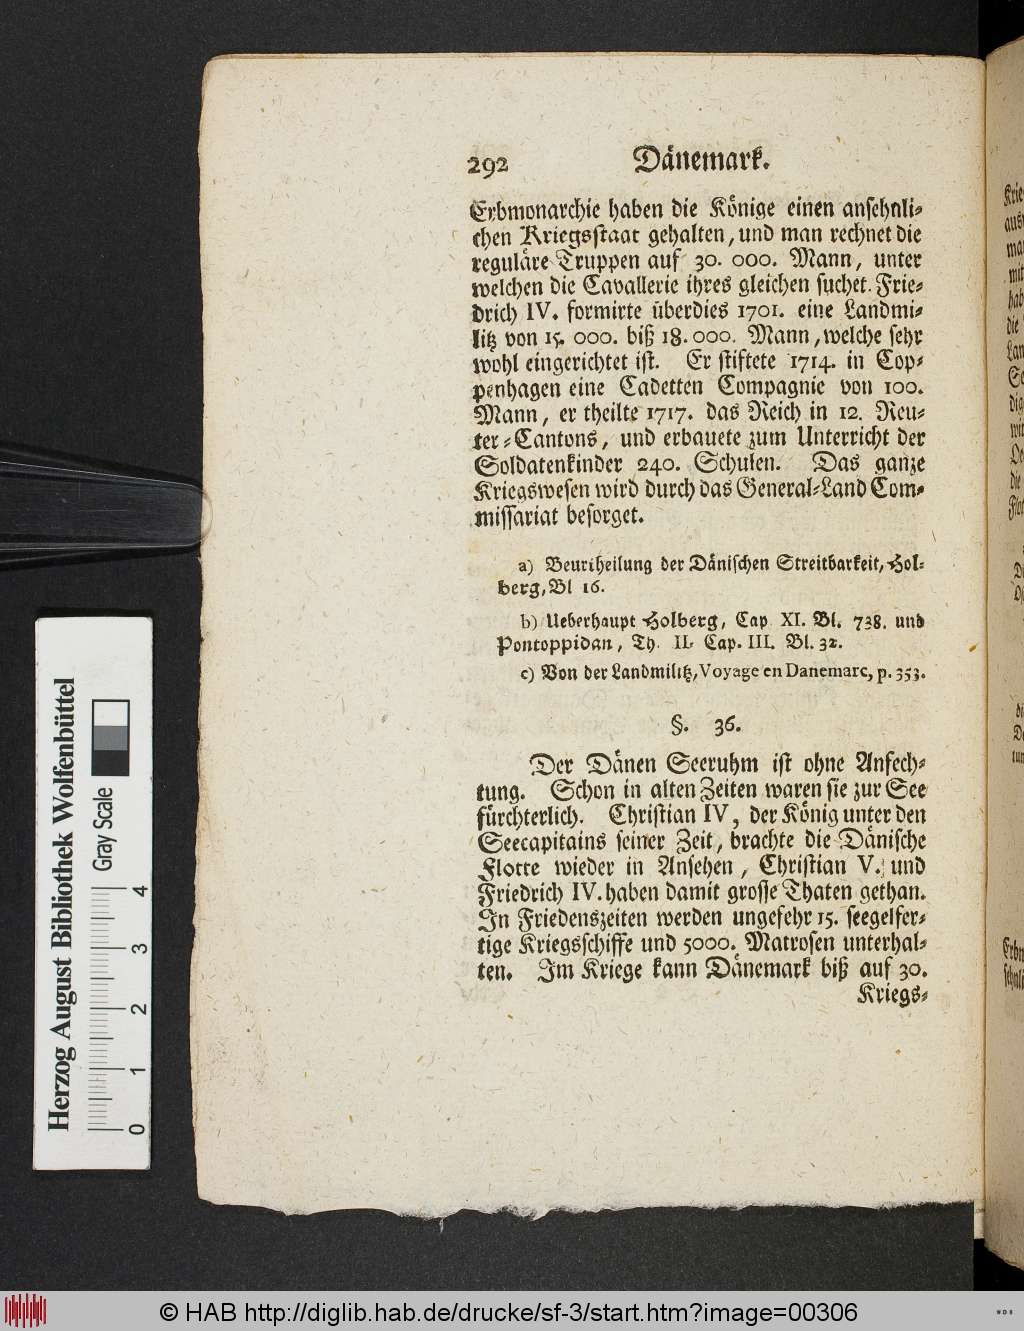 292 Dänemark.
Erbmonarchie haben die Könige einen ansehnli-
chen Kriegsstaat gehalten, und man rechnet die
reguläre Truppen auf 30. 000. Mann, unter
welchen die Cavallerie ihres gleichen suchet. Frie-
drich IV. formirte überdies 1701. eine Landmi-
litz von 15. 000. biß 18. 000. Mann, welche sehr
wohl eingerichtet ist. Er stiftete 1714. in Cop-
penhagen eine Cadetten Compagnie von 100.
Mann, er theilte 1717. das Reich in 12. Reu-
ter-Cantons, und erbauete zum Unterricht der
Soldatenkinder 240. Schulen. Das ganze
Kriegswesen wird durch das General-Land Com-
missariat besorget.
a) Beurtheilung der Dänischen Streitbarkeit, Hol-
berg, Bl 16.
b) Ueberhaupt Holberg, Cap XI. Bl. 738. und
Pontoppidan, Th. II. Cap. III. Bl. 32.
c) Von der Landmilitz, Voyage en Danemarc, p. 353.
§. 36.
Der Dänen Seeruhm ist ohne Anfech-
tung. Schon in alten Zeiten waren sie zur See
fürchterlich. Christian IV, der König unter den
Seecapitains seiner Zeit, brachte die Dänische
Flotte wieder in Ansehen, Christian V. und
Friedrich IV. haben damit grosse Thaten gethan.
In Friedenszeiten werden ungefehr 15. seegelfer-
tige Kriegsschiffe und 5000. Matrosen unterhal-
ten. Im Kriege kann Dänemark biß auf 30.
Kriegs-
Herzog August Bibliothek Wolfenbüttel
Gray Scale
0 1 2 3 4
© HAB http://diglib.hab.de/drucke/sf-3/start.htm?image=00306